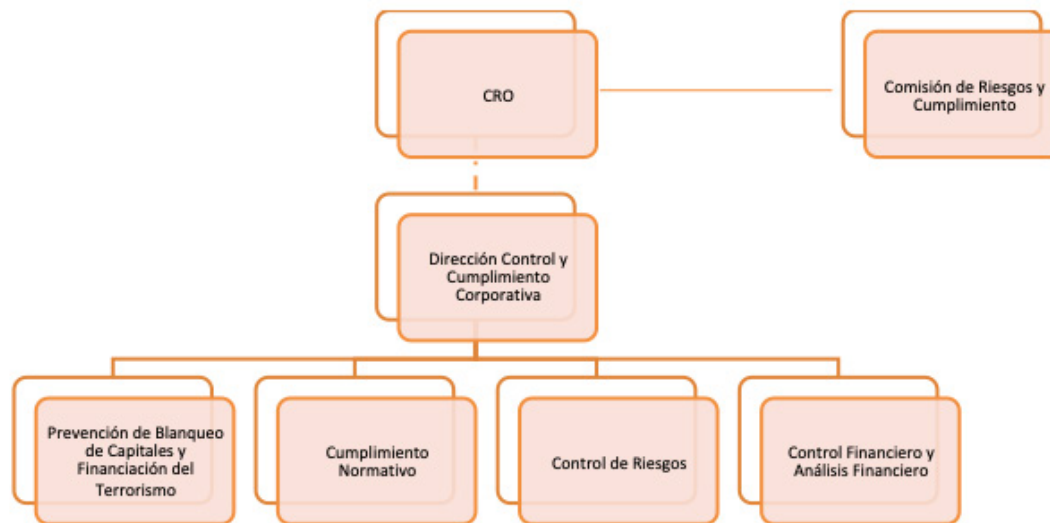 CRO
Comisión de Riesgos y
Cumplimiento
Dirección Control y
Cumplimiento
Corporativa
Prevención de Blanqueo
de Capitales y
Financiación del
Terrorismo
Cumplimiento
Normativo
Control de Riesgos
Control Financiero y
Análisis Financiero